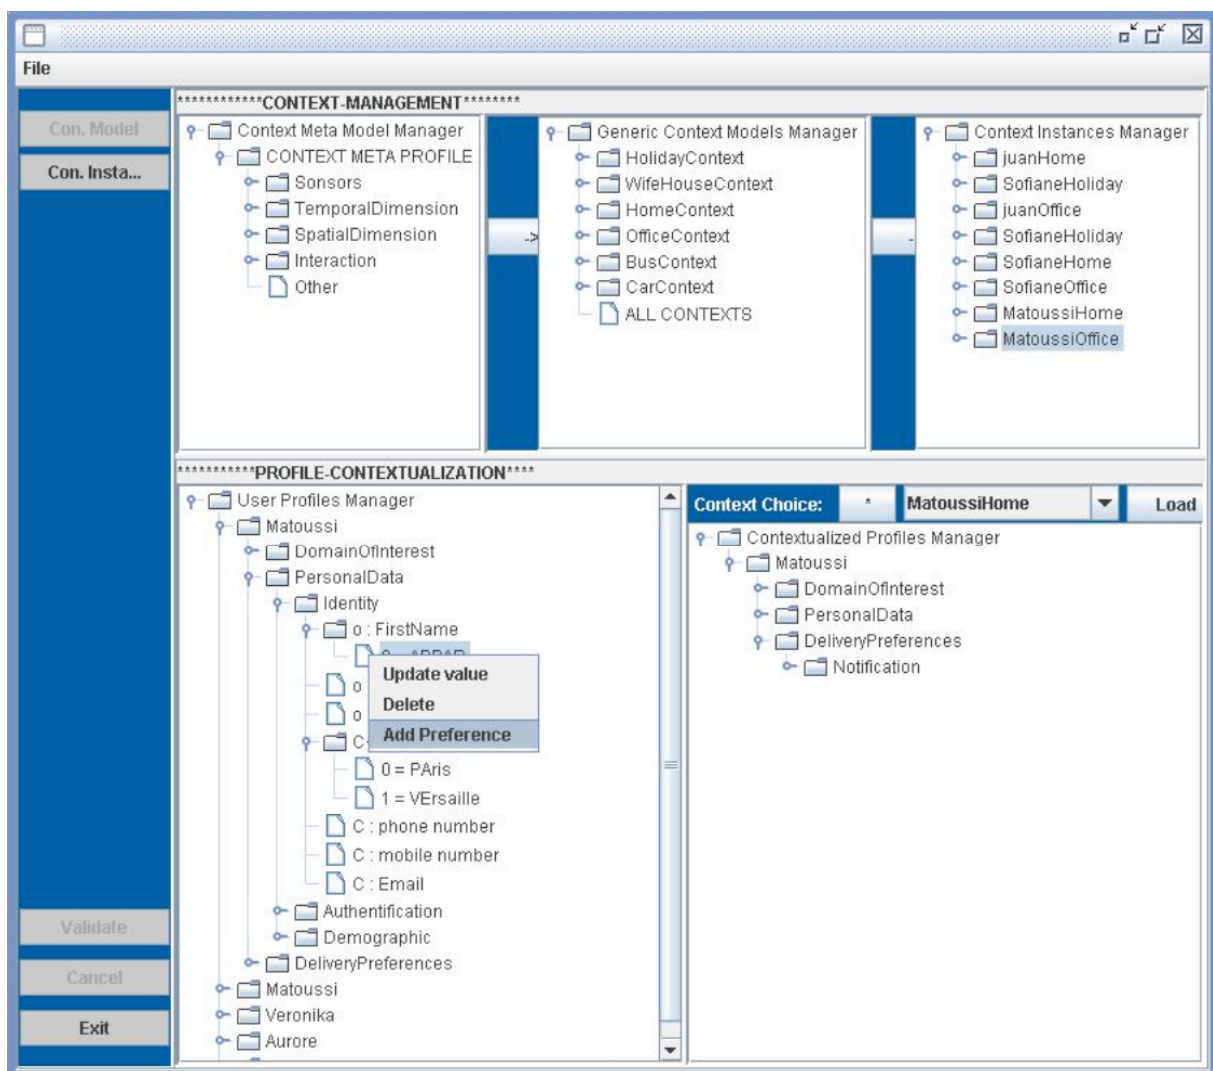 File
Con. Model
Con. Insta...
************CONTEXT-MANAGEMENT********
Context Meta Model Manager
CONTEXT META PROFILE
Sonsors
TemporalDimension
SpatialDimension
Interaction
Other
->
Generic Context Models Manager
HolidayContext
WifeHouseContext
HomeContext
OfficeContext
BusContext
CarContext
ALL CONTEXTS
-
Context Instances Manager
juanHome
SofianeHoliday
juanOffice
SofianeHoliday
SofianeHome
SofianeOffice
MatoussiHome
MatoussiOffice
***********PROFILE-CONTEXTUALIZATION****
User Profiles Manager
Matoussi
DomainOfInterest
PersonalData
Identity
o : FirstName
Update value
Delete
Add Preference
o
o
C
0 = PAris
1 = VErsaille
C : phone number
C : mobile number
C : Email
Authentification
Demographic
DeliveryPreferences
Matoussi
Veronika
Aurore
Context Choice:
*
MatoussiHome
Load
Contextualized Profiles Manager
Matoussi
DomainOfInterest
PersonalData
DeliveryPreferences
Notification
Validate
Cancel
Exit